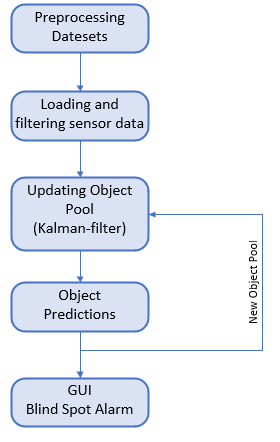 Preprocessing
Datesets
Loading and
filtering sensor data
Updating Object
Pool
(Kalman-filter)
Object
Predictions
New Object Pool
GUI
Blind Spot Alarm